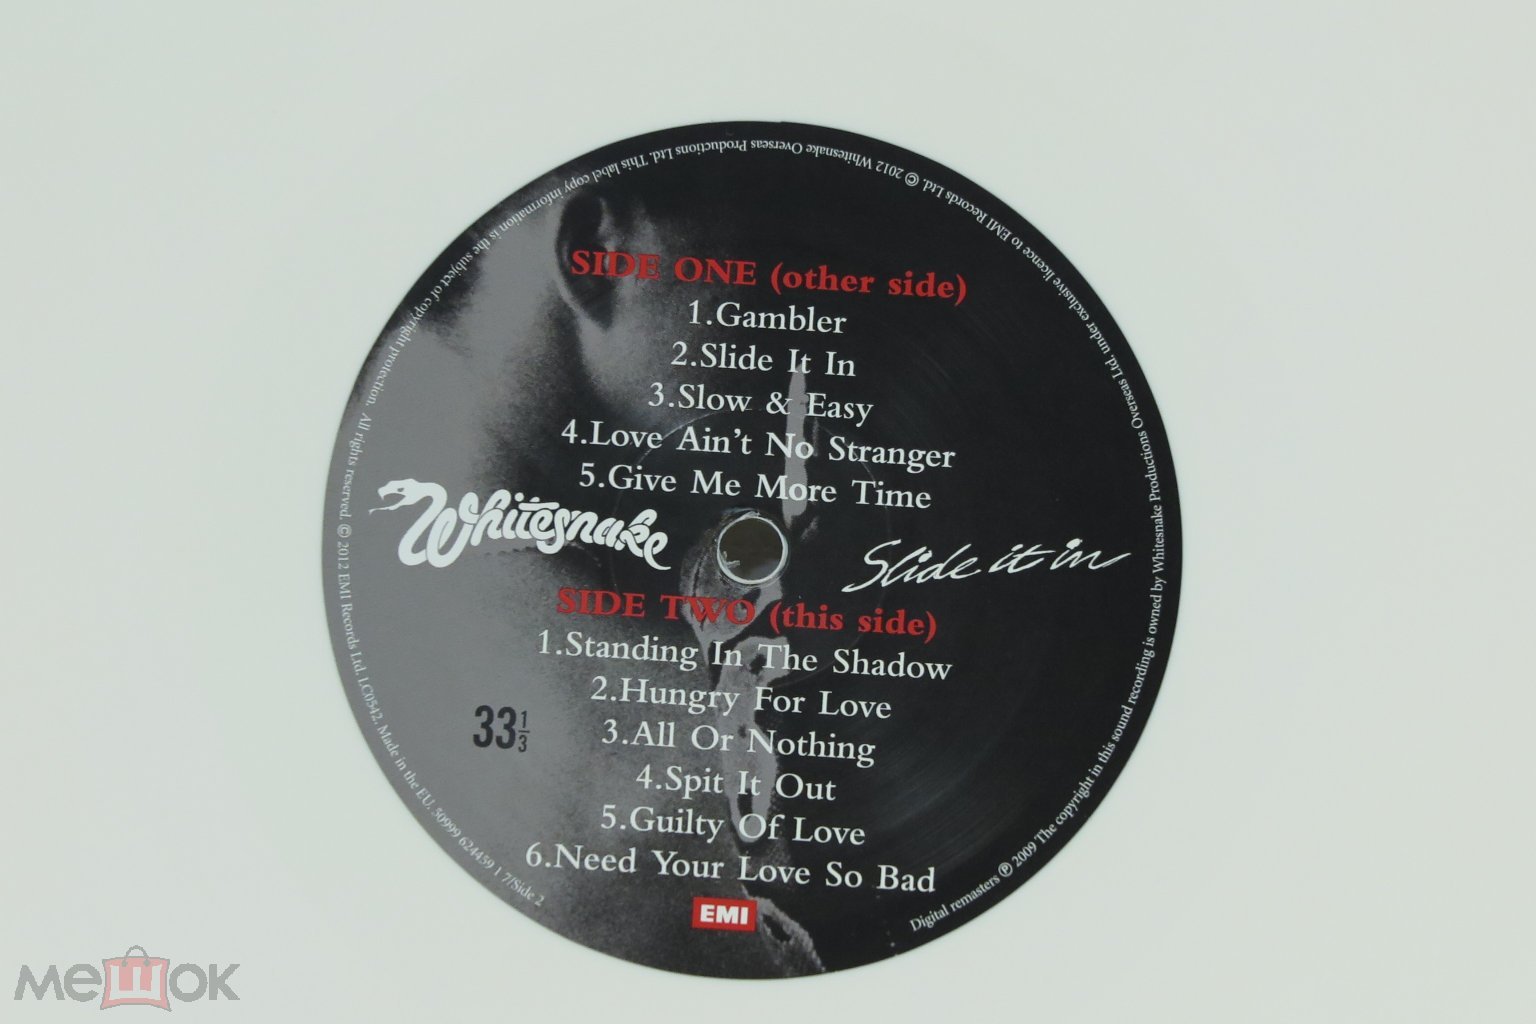 SIDE ONE (other side)
1.Gambler
2.Slide It In
3.Slow & Easy
4.Love Ain't No Stranger
5.Give Me More Time
Whitesnake
Slide it in
SIDE TWO (this side)
1.Standing In The Shadow
2.Hungry For Love
3.All Or Nothing
4.Spit It Out
5.Guilty Of Love
6.Need Your Love So Bad
33 1/3
EMI
Digital remasters ℗ 2009 The copyright in this sound recording is owned by Whitesnake Productions Overseas Ltd. under exclusive licence to EMI Records Ltd. © 2012 Whitesnake Overseas Productions Ltd. This label copy information is the subject of copyright protection. All rights reserved. © 2012 EMI Records Ltd. LC0542. Made in the EU. 50999 624459 1 7/Side 2
мешок